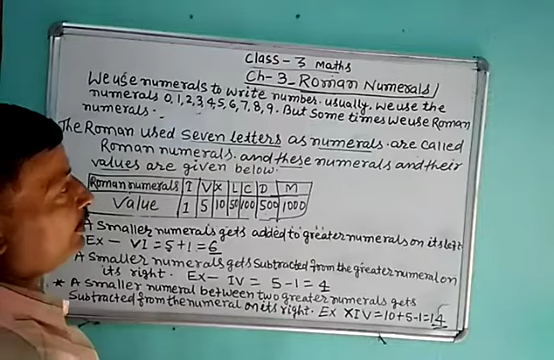 Class-3 Maths
Ch-3-Roman Numerals/
We use numerals to write number. usually. we use the
numerals 0,1,2,3,4,5,6,7,8,9. But Some times we use Roman
numerals.
The Roman used seven letters as numerals. are called
Roman numerals. and these numerals and their
values are given below.
Roman numerals I V X L C D M
Value 1 5 10 50 100 500 1000
A Smaller numerals gets added to greater numerals on its left
Ex - VI = 5+1=6
A Smaller numerals gets Subtracted from the greater numeral on
its right. Ex- IV = 5-1=4
* A Smaller numeral between two greater numerals gets
Subtracted from the numeral on its right. Ex XIV=10+5-1=14